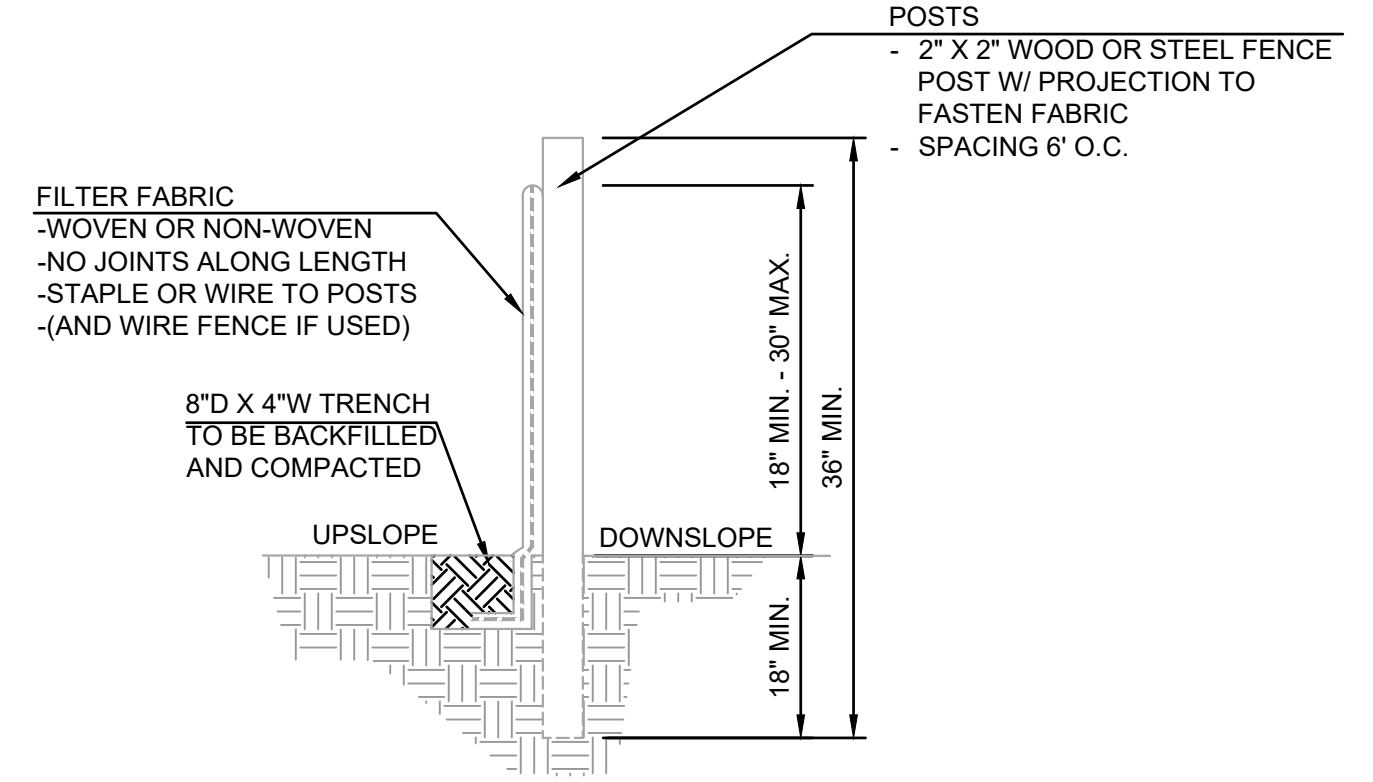 POSTS
- 2" X 2" WOOD OR STEEL FENCE
POST W/ PROJECTION TO
FASTEN FABRIC
- SPACING 6' O.C.
FILTER FABRIC
-WOVEN OR NON-WOVEN
-NO JOINTS ALONG LENGTH
-STAPLE OR WIRE TO POSTS
-(AND WIRE FENCE IF USED)
8"D X 4"W TRENCH
TO BE BACKFILLED
AND COMPACTED
UPSLOPE
DOWNSLOPE
18" MIN. - 30" MAX.
36" MIN.
18" MIN.